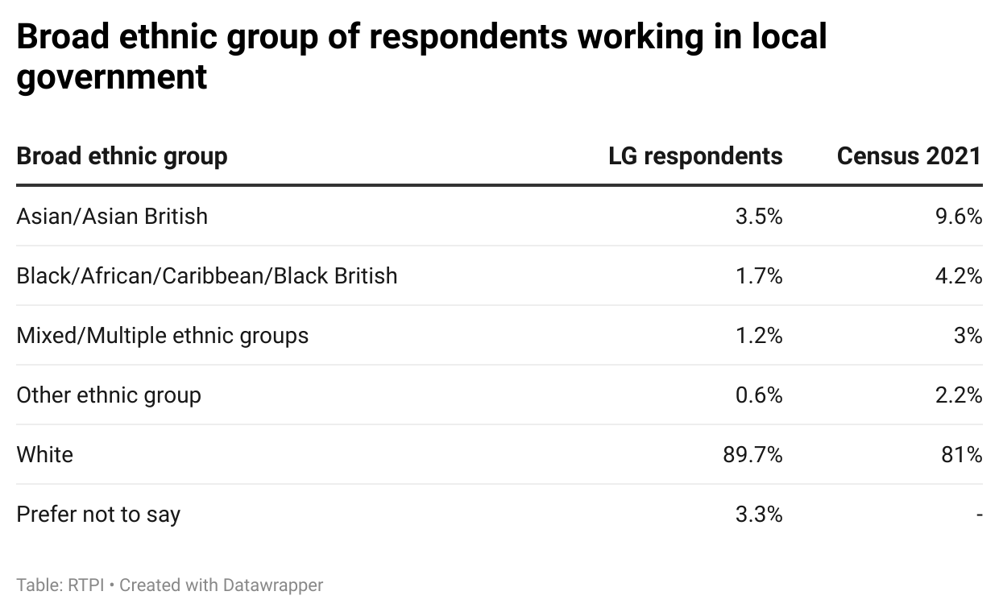 Broad ethnic group of respondents working in local
government
Broad ethnic group LG respondents Census 2021
Asian/Asian British 3.5% 9.6%
Black/African/Caribbean/Black British 1.7% 4.2%
Mixed/Multiple ethnic groups 1.2% 3%
Other ethnic group 0.6% 2.2%
White 89.7% 81%
Prefer not to say 3.3% -
Table: RTPI • Created with Datawrapper